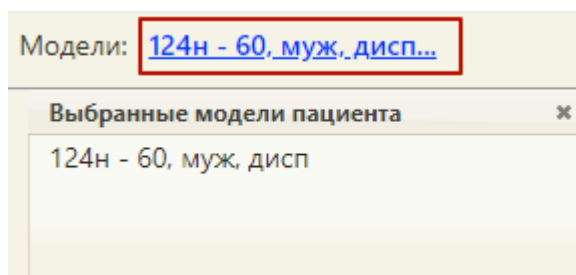 Модели: 124н - 60, муж, дисп...
Выбранные модели пациента
124н - 60, муж, дисп